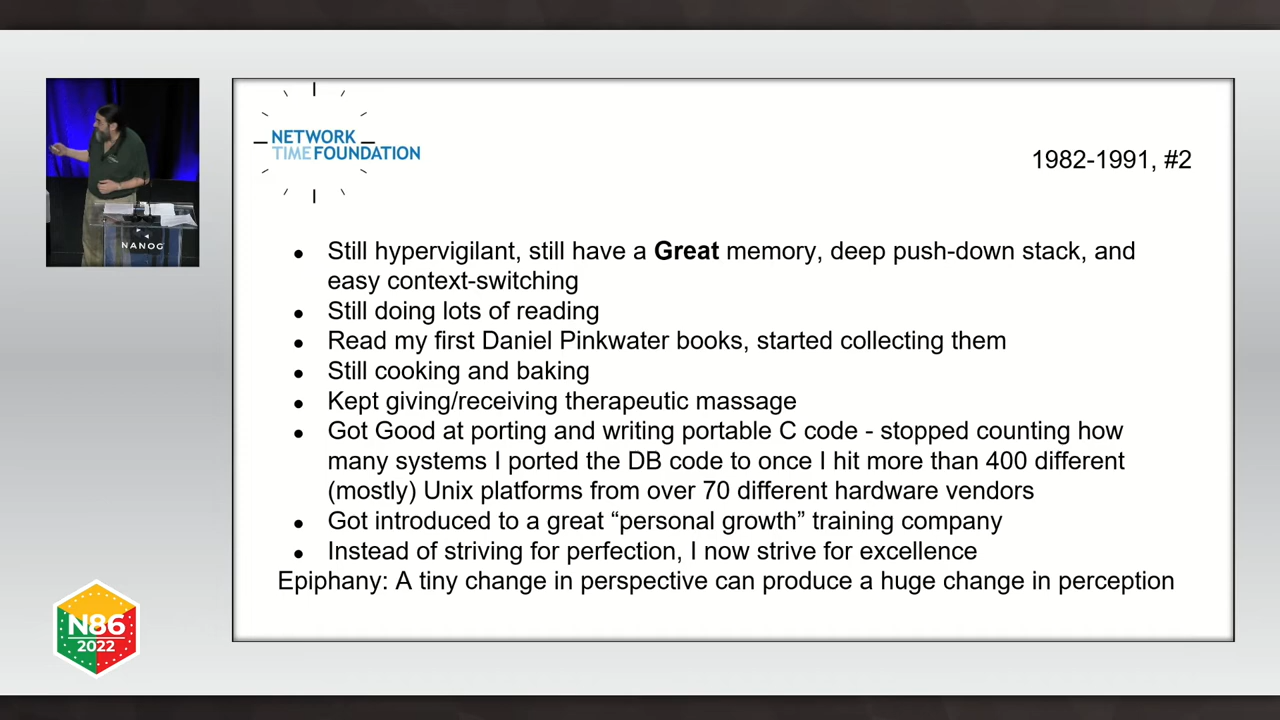 NETWORK
TIME FOUNDATION
1982-1991, #2
● Still hypervigilant, still have a Great memory, deep push-down stack, and
easy context-switching
● Still doing lots of reading
● Read my first Daniel Pinkwater books, started collecting them
● Still cooking and baking
● Kept giving/receiving therapeutic massage
● Got Good at porting and writing portable C code - stopped counting how
many systems I ported the DB code to once I hit more than 400 different
(mostly) Unix platforms from over 70 different hardware vendors
● Got introduced to a great “personal growth” training company
● Instead of striving for perfection, I now strive for excellence
Epiphany: A tiny change in perspective can produce a huge change in perception
NANOG
N86
2022